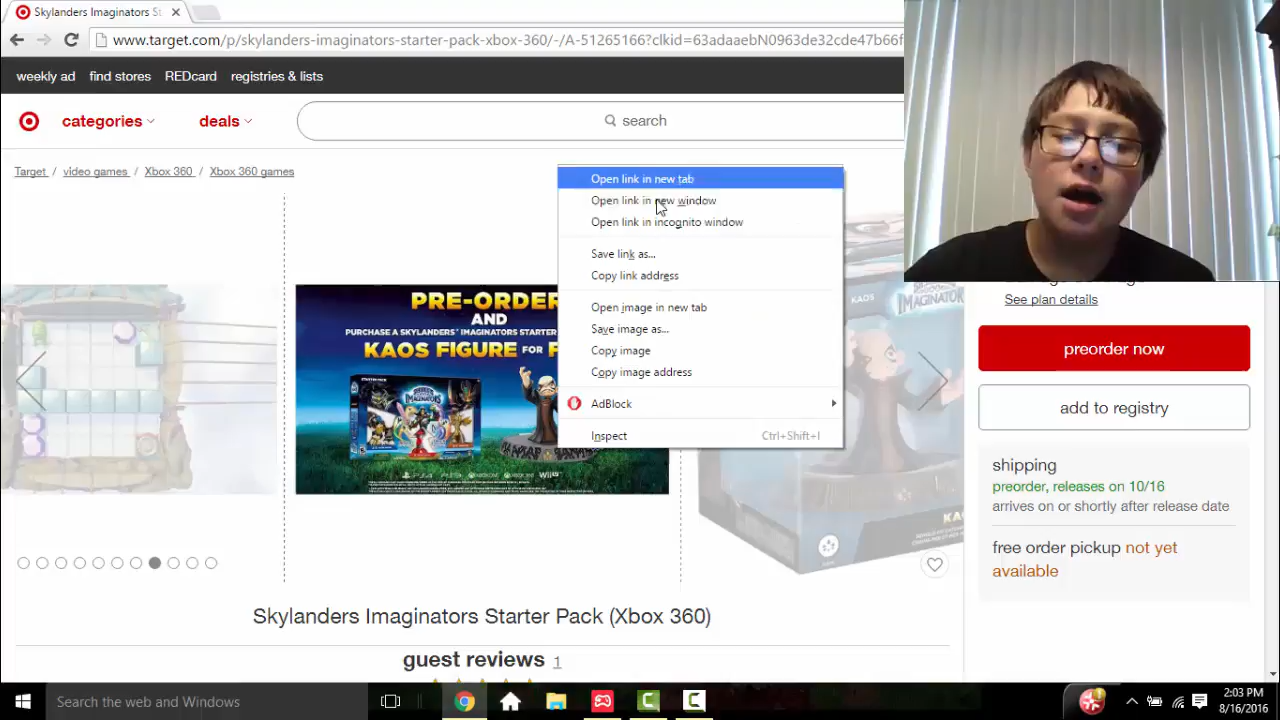 Skylanders Imaginators St
www.target.com/p/skylanders-imaginators-starter-pack-xbox-360/-/A-51265166?clkid=63adaaebN0963de32cde47b66f
weekly ad find stores REDcard registries & lists
categories deals search
Target / video games / Xbox 360 / Xbox 360 games
Open link in new tab
Open link in new window
Open link in incognito window
Save link as...
Copy link address
Open image in new tab
Save image as...
Copy image
Copy image address
AdBlock
Inspect Ctrl+Shift+I
PRE-ORDER
AND
PURCHASE A SKYLANDERS IMAGINATORS STARTER
KAOS FIGURE FOR F
KAOS
IMAGINATORS
KAOS
See plan details
preorder now
add to registry
shipping
preorder, releases on 10/16
arrives on or shortly after release date
free order pickup not yet
available
Skylanders Imaginators Starter Pack (Xbox 360)
guest reviews 1
Search the web and Windows
2:03 PM
8/16/2016